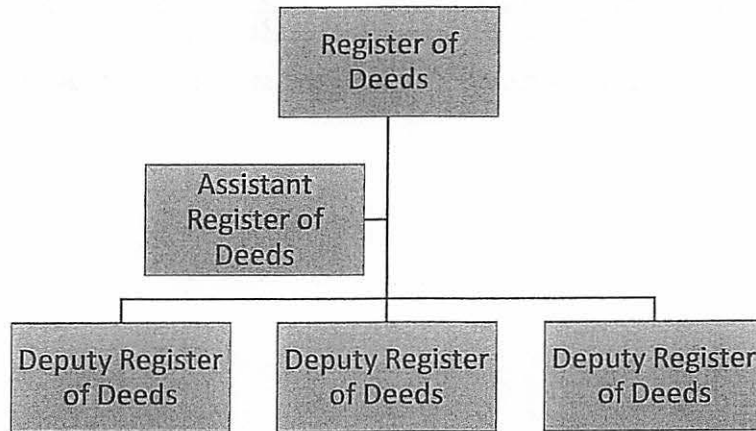 Register of
Deeds
Assistant
Register of
Deeds
Deputy Register
of Deeds
Deputy Register
of Deeds
Deputy Register
of Deeds